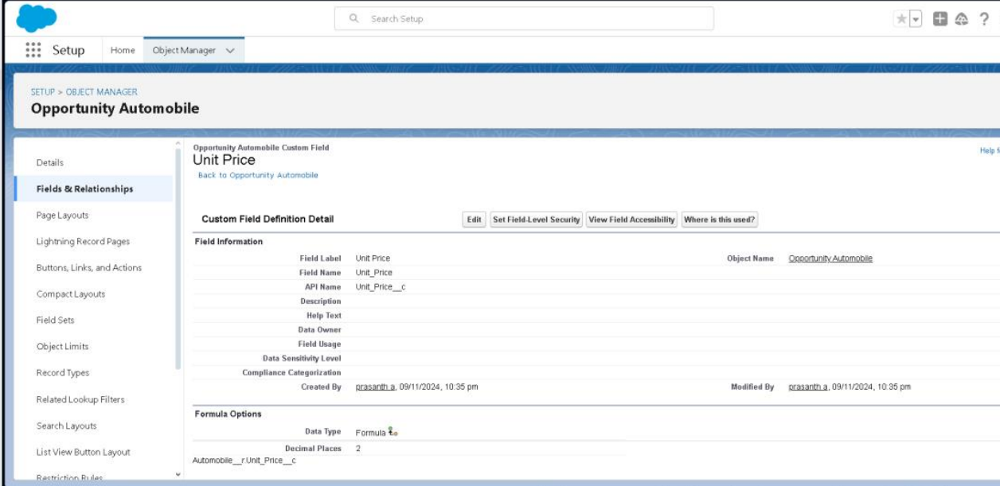 Search Setup
Setup Home Object Manager
SETUP > OBJECT MANAGER
Opportunity Automobile
Details
Fields & Relationships
Page Layouts
Lightning Record Pages
Buttons, Links, and Actions
Compact Layouts
Field Sets
Object Limits
Record Types
Related Lookup Filters
Search Layouts
List View Button Layout
Restriction Rules
Opportunity Automobile Custom Field
Unit Price
Help f
Back to Opportunity Automobile
Custom Field Definition Detail Edit Set Field-Level Security View Field Accessibility Where is this used?
Field Information
Field Label Unit Price Object Name Opportunity Automobile
Field Name Unit_Price
API Name Unit_Price__c
Description
Help Text
Data Owner
Field Usage
Data Sensitivity Level
Compliance Categorization
Created By prasanth a, 09/11/2024, 10:35 pm Modified By prasanth a, 09/11/2024, 10:35 pm
Formula Options
Data Type Formula
Decimal Places 2
Automobile__r.Unit_Price__c